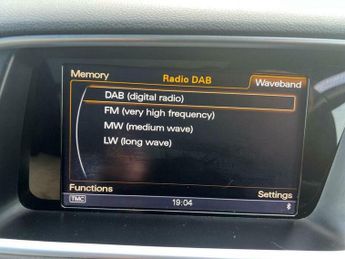 Memory
Radio DAB
Waveband
DAB (digital radio)
FM (very high frequency)
MW (medium wave)
LW (long wave)
Functions
Settings
TMC
19:04